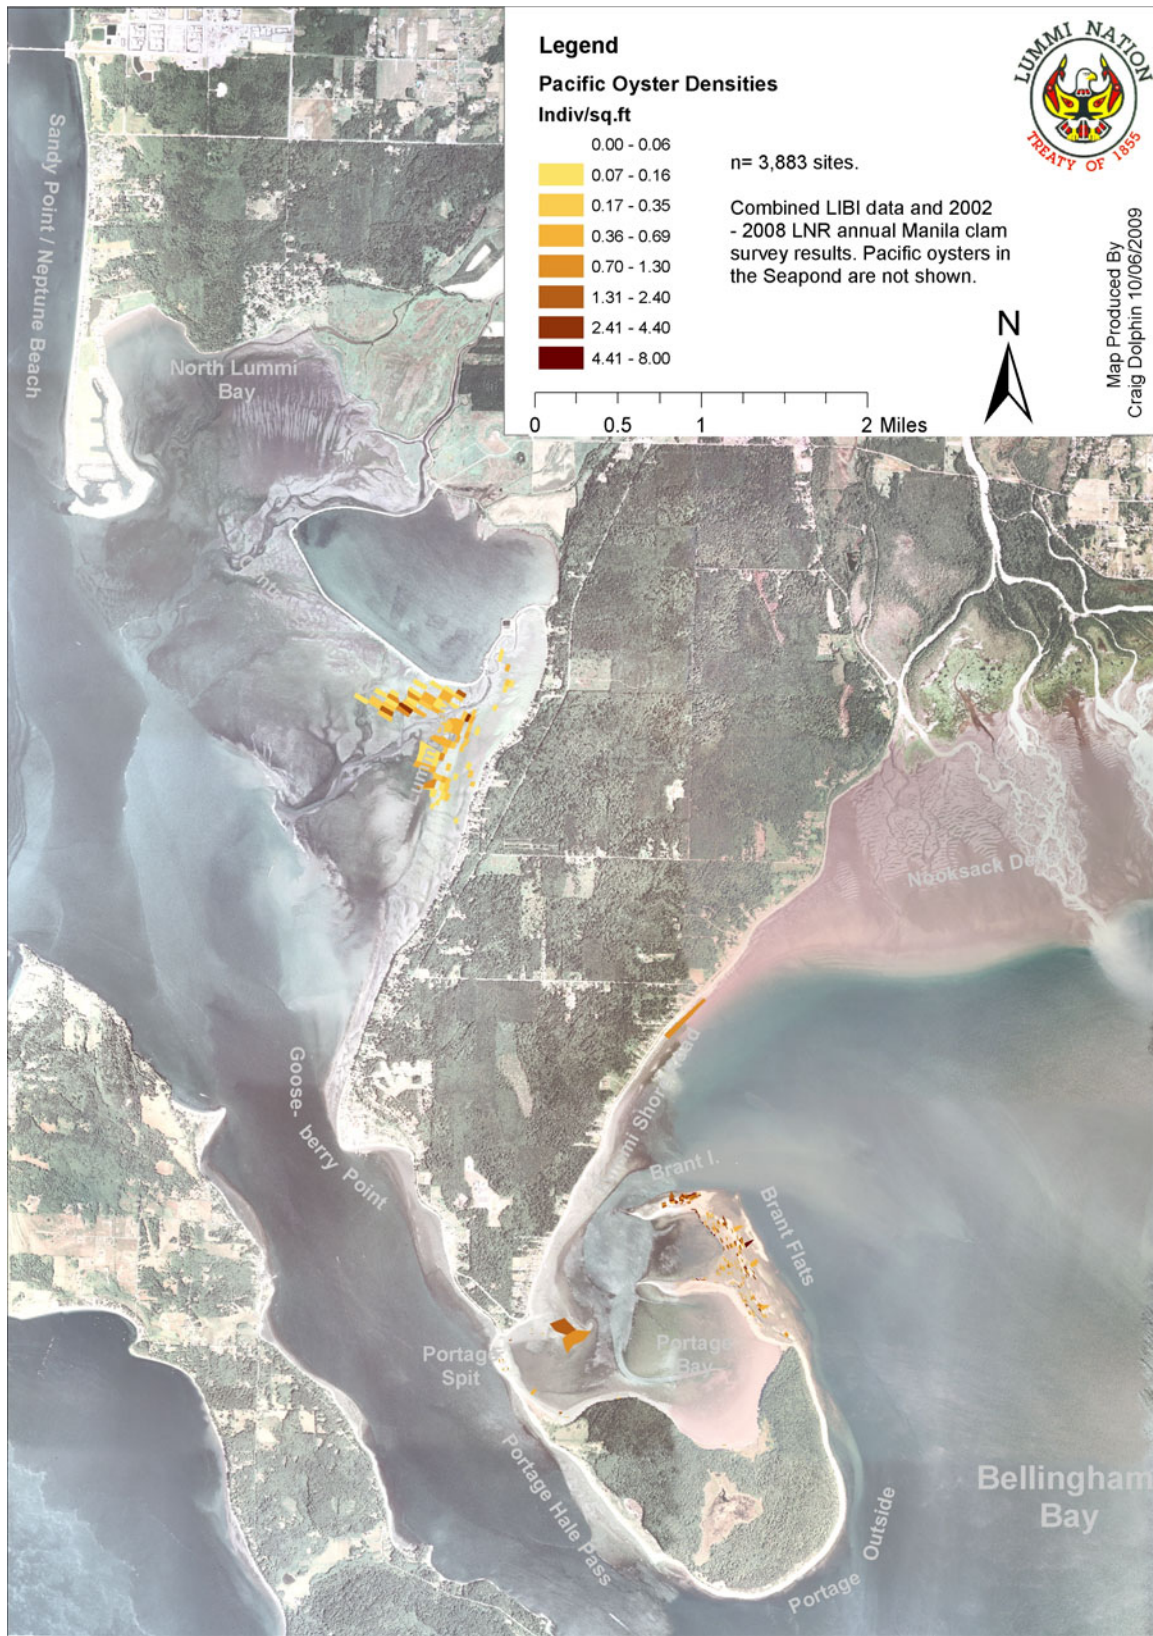 Legend
Pacific Oyster Densities
Indiv/sq.ft
0.00 - 0.06
0.07 - 0.16
0.17 - 0.35
0.36 - 0.69
0.70 - 1.30
1.31 - 2.40
2.41 - 4.40
4.41 - 8.00
n= 3,883 sites.
Combined LIBI data and 2002
- 2008 LNR annual Manila clam
survey results. Pacific oysters in
the Seapond are not shown.
LUMMI NATION
TREATY OF 1855
N
0 0.5 1 2 Miles
Map Produced By
Craig Dolphin 10/06/2009
Sandy Point / Neptune Beach
North Lummi
Bay
Nooksack
Goose- berry Point
Brant I.
Brant Flats
Portage
Spit
Portage
Bay
Portage Hale Pass
Portage Outside
Bellingham
Bay